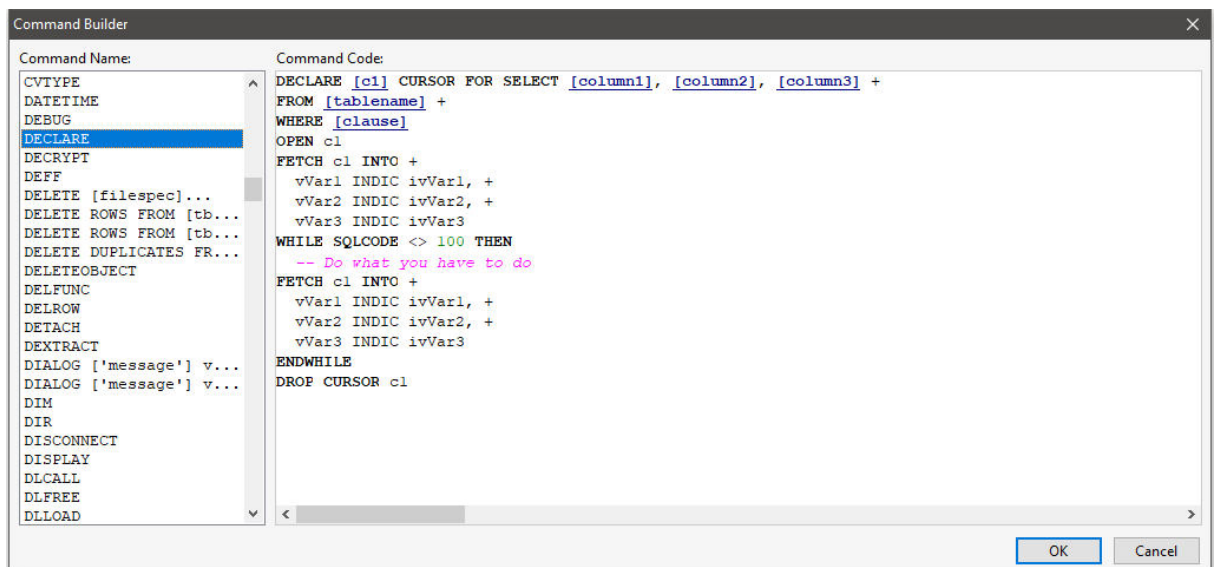 Command Builder
Command Name:
CVTYPE
DATETIME
DEBUG
DECLARE
DECRYPT
DEFF
DELETE [filespec]...
DELETE ROWS FROM [tb...
DELETE ROWS FROM [tb...
DELETE DUPLICATES FR...
DELETEOBJECT
DELFUNC
DELROW
DETACH
DEXTRACT
DIALOG ['message'] v...
DIALOG ['message'] v...
DIM
DIR
DISCONNECT
DISPLAY
DLCALL
DLFREE
DLLOAD
Command Code:
DECLARE [c1] CURSOR FOR SELECT [column1], [column2], [column3] +
FROM [tablename] +
WHERE [clause]
OPEN c1
FETCH c1 INTO +
  vVar1 INDIC ivVar1, +
  vVar2 INDIC ivVar2, +
  vVar3 INDIC ivVar3
WHILE SQLCODE <> 100 THEN
  -- Do what you have to do
FETCH c1 INTO +
  vVar1 INDIC ivVar1, +
  vVar2 INDIC ivVar2, +
  vVar3 INDIC ivVar3
ENDWHILE
DROP CURSOR c1
OK
Cancel